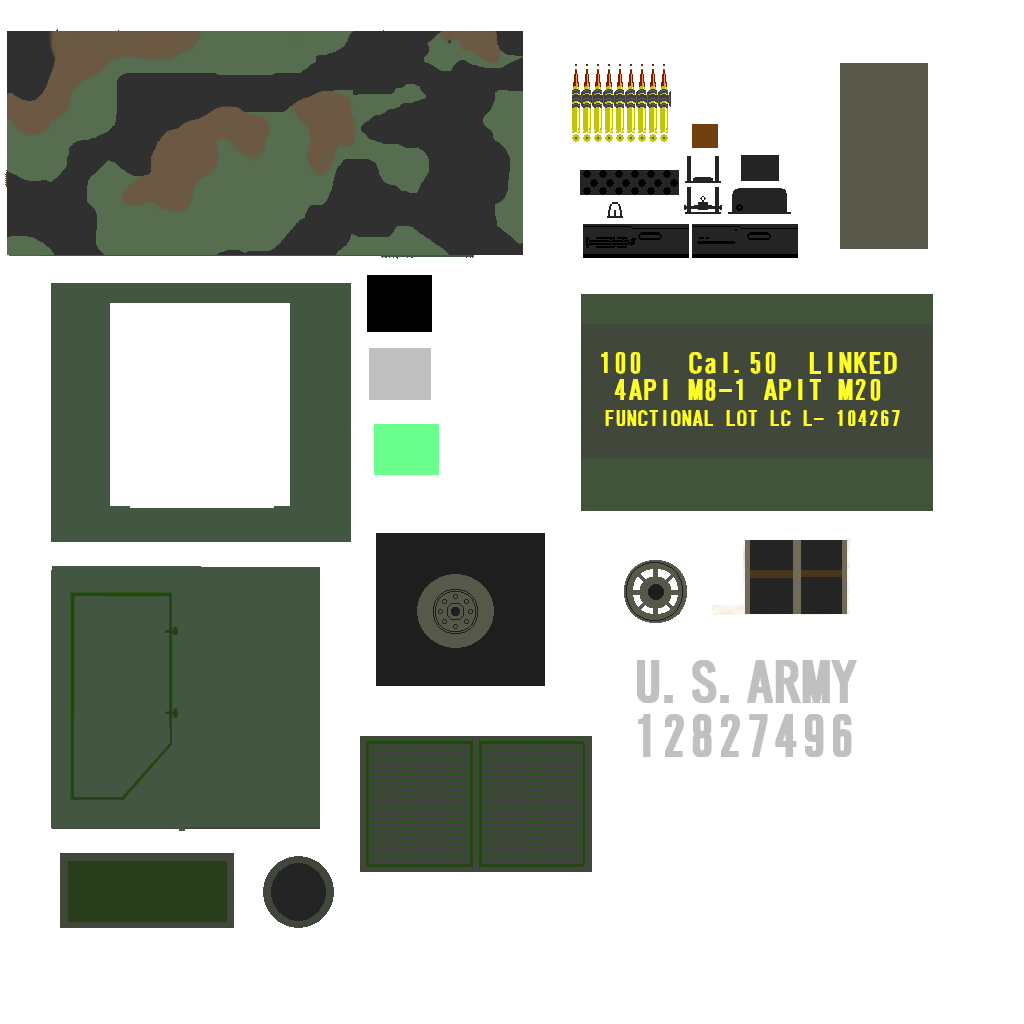 100 Cal. 50 LINKED
4API M8-1 APIT M20
FUNCTIONAL LOT LC L- 104267
U. S. ARMY
12827496